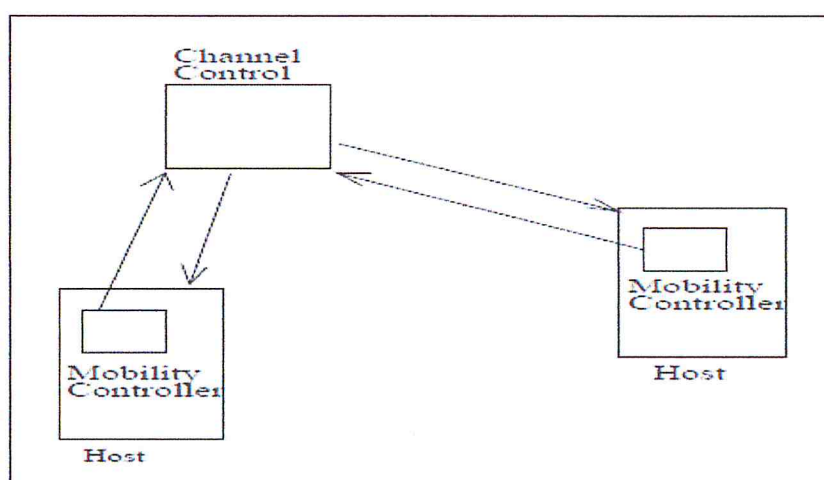 Channel
Control
Mobility
Controller
Host
Mobility
Controller
Host